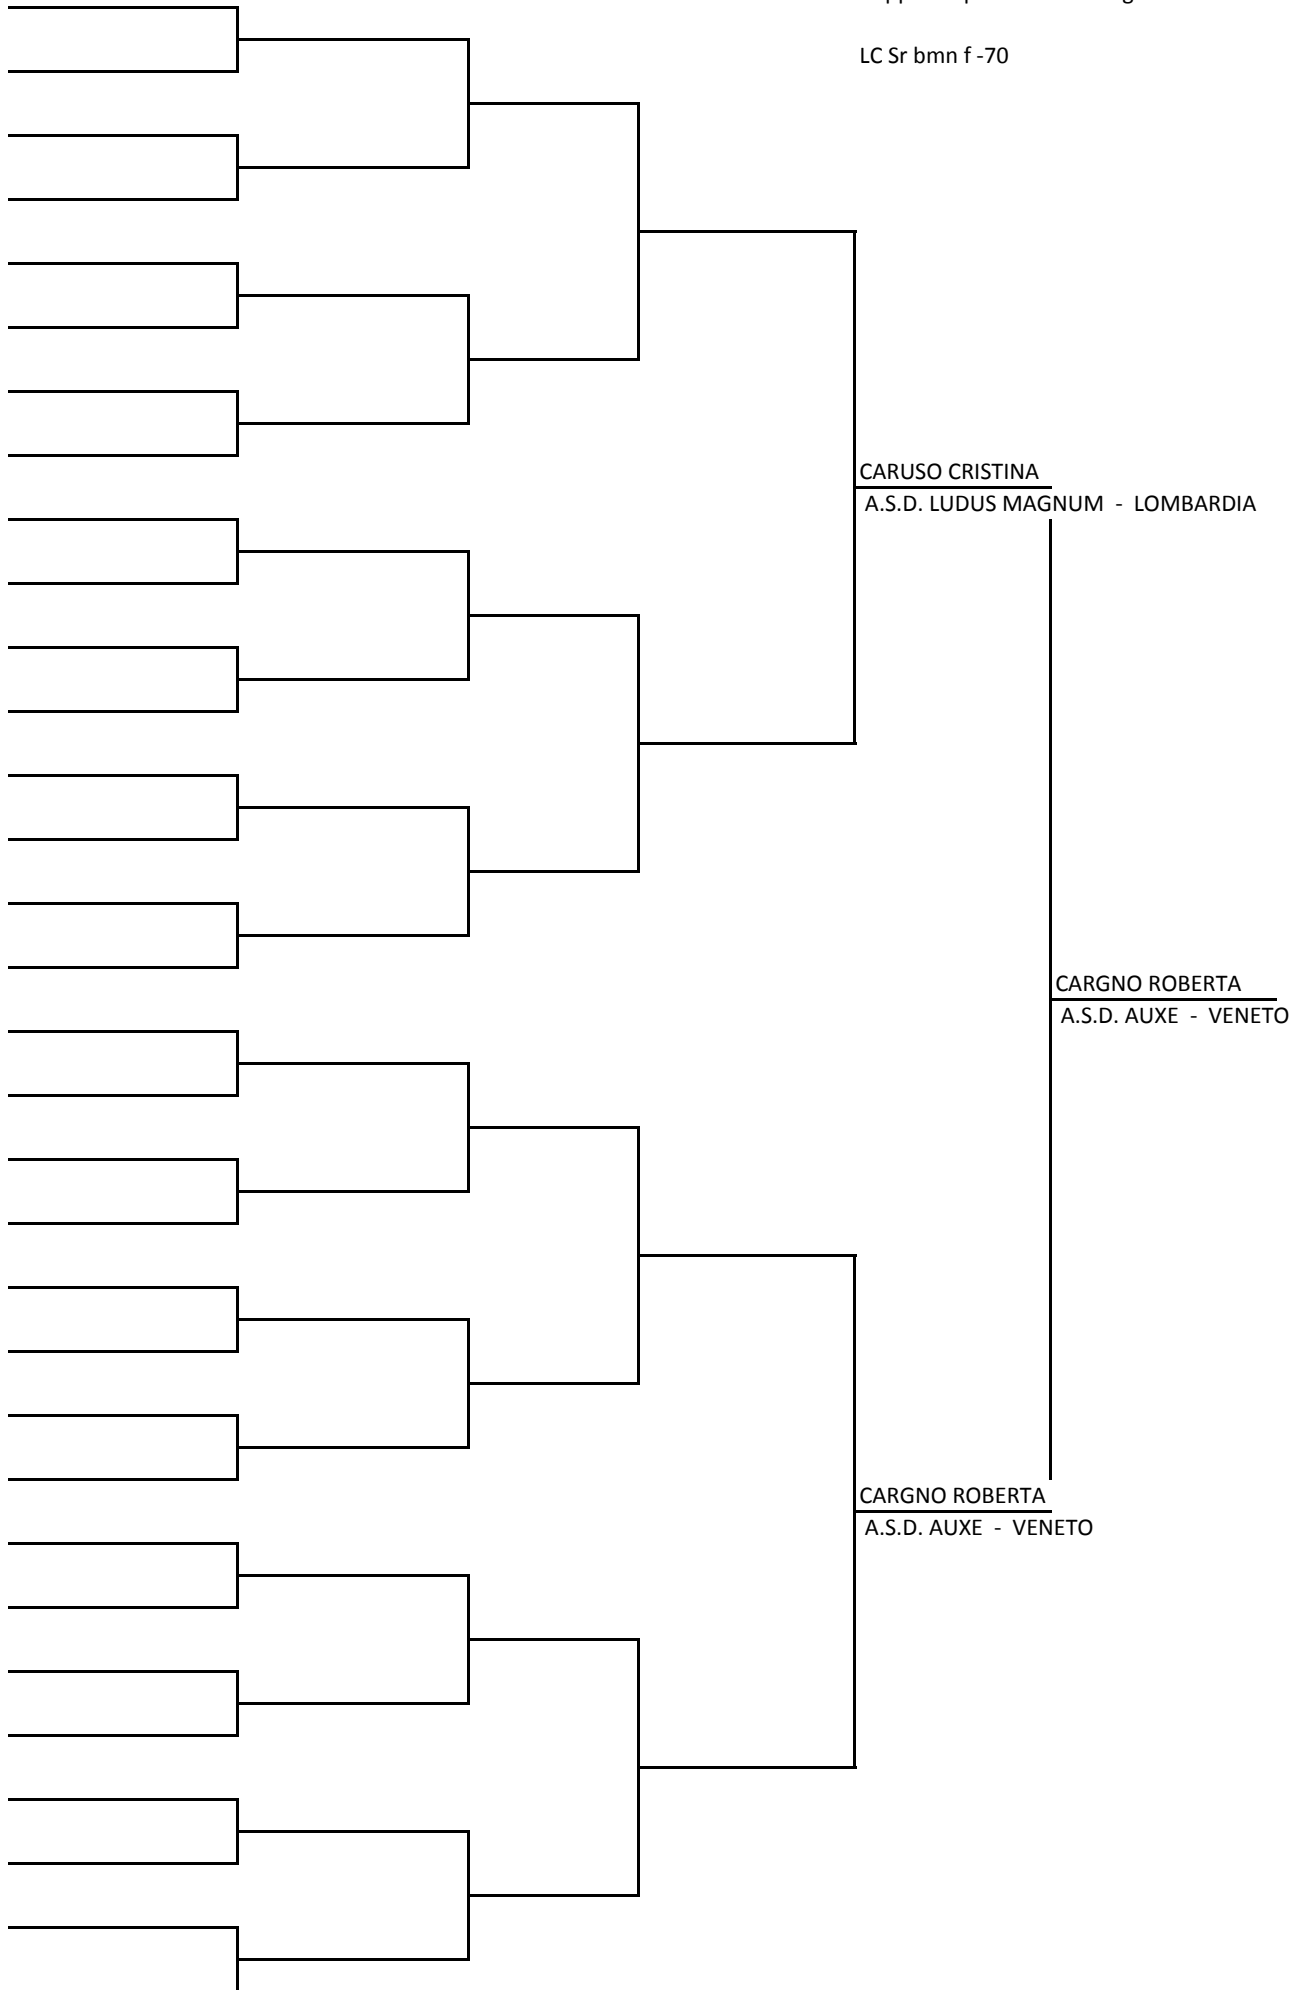 LC Sr bmn f -70
CARUSO CRISTINA
A.S.D. LUDUS MAGNUM - LOMBARDIA
CARGNO ROBERTA
A.S.D. AUXE - VENETO
CARGNO ROBERTA
A.S.D. AUXE - VENETO